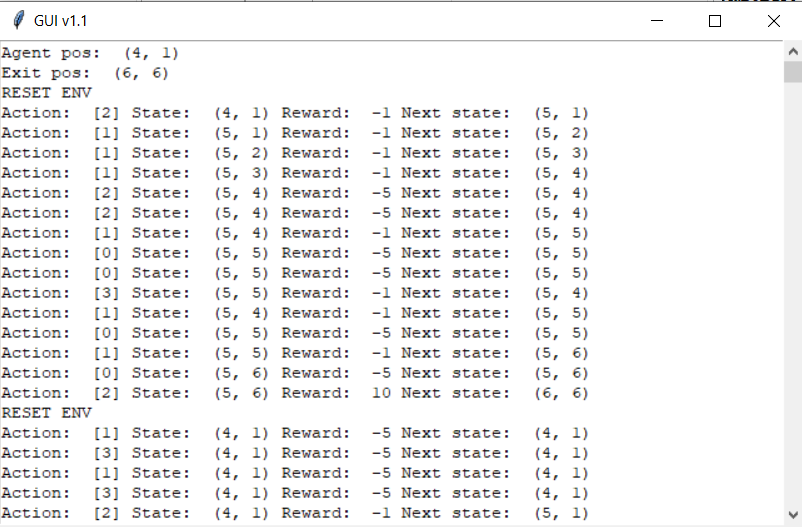 GUI v1.1
Agent pos:  (4, 1)
Exit pos:  (6, 6)
RESET ENV
Action:  [2] State:  (4, 1) Reward:  -1 Next state:  (5, 1)
Action:  [1] State:  (5, 1) Reward:  -1 Next state:  (5, 2)
Action:  [1] State:  (5, 2) Reward:  -1 Next state:  (5, 3)
Action:  [1] State:  (5, 3) Reward:  -1 Next state:  (5, 4)
Action:  [2] State:  (5, 4) Reward:  -5 Next state:  (5, 4)
Action:  [2] State:  (5, 4) Reward:  -5 Next state:  (5, 4)
Action:  [1] State:  (5, 4) Reward:  -1 Next state:  (5, 5)
Action:  [0] State:  (5, 5) Reward:  -5 Next state:  (5, 5)
Action:  [0] State:  (5, 5) Reward:  -5 Next state:  (5, 5)
Action:  [3] State:  (5, 5) Reward:  -1 Next state:  (5, 4)
Action:  [1] State:  (5, 4) Reward:  -1 Next state:  (5, 5)
Action:  [0] State:  (5, 5) Reward:  -5 Next state:  (5, 5)
Action:  [1] State:  (5, 5) Reward:  -1 Next state:  (5, 6)
Action:  [0] State:  (5, 6) Reward:  -5 Next state:  (5, 6)
Action:  [2] State:  (5, 6) Reward:  10 Next state:  (6, 6)
RESET ENV
Action:  [1] State:  (4, 1) Reward:  -5 Next state:  (4, 1)
Action:  [3] State:  (4, 1) Reward:  -5 Next state:  (4, 1)
Action:  [1] State:  (4, 1) Reward:  -5 Next state:  (4, 1)
Action:  [3] State:  (4, 1) Reward:  -5 Next state:  (4, 1)
Action:  [2] State:  (4, 1) Reward:  -1 Next state:  (5, 1)